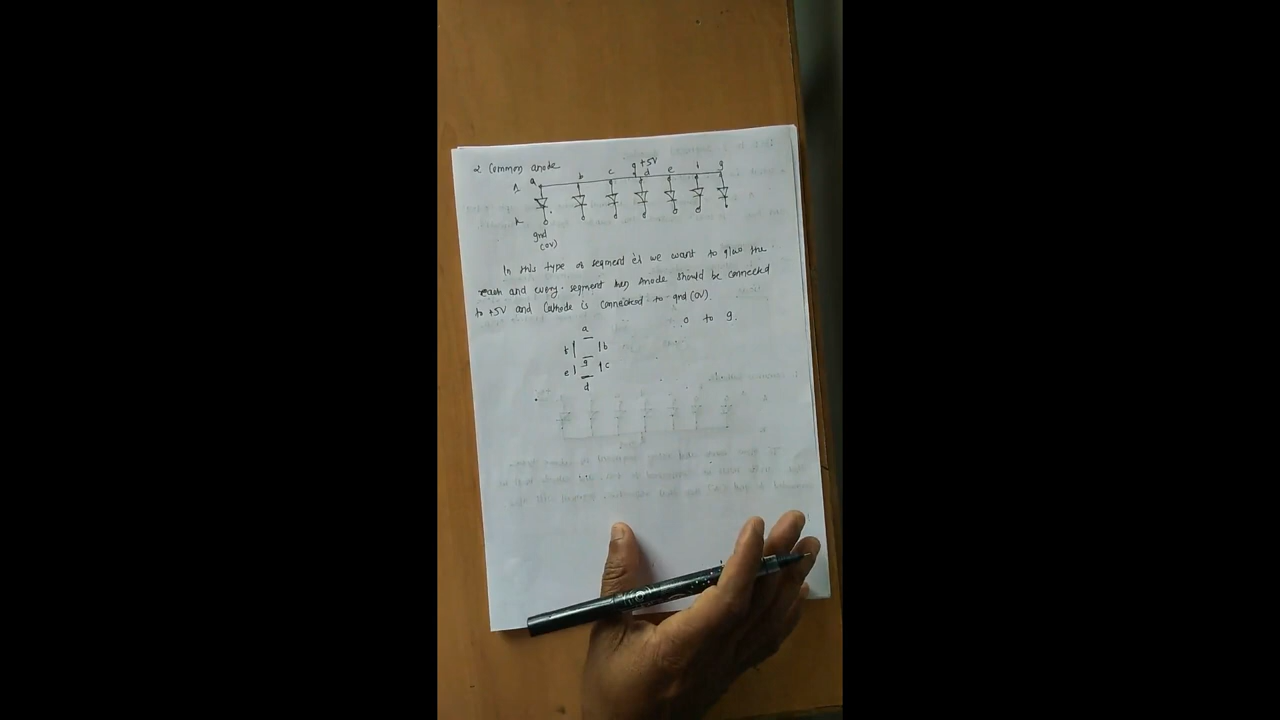 2 Common anode
+5V
a b c d e f g
A
K
gnd
(0V)
In this type of segment if we want to glow the
each and every segment then Anode should be connected
to +5V and Cathode is connected to gnd (0V).
0 to 9.
a
f b
g
e c
d